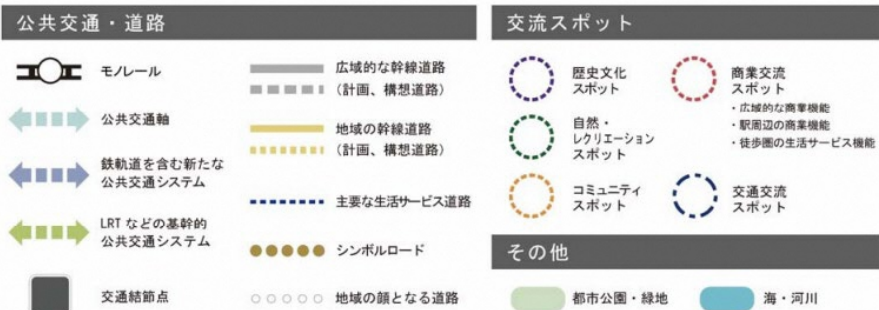 公共交通・道路
モノレール
公共交通軸
鉄軌道を含む新たな
公共交通システム
LRT などの基幹的
公共交通システム
交通結節点
広域的な幹線道路
（計画、構想道路）
地域の幹線道路
（計画、構想道路）
主要な生活サービス道路
シンボルロード
地域の顔となる道路
交流スポット
歴史文化
スポット
自然・
レクリエーション
スポット
コミュニティ
スポット
商業交流
スポット
・広域的な商業機能
・駅周辺の商業機能
・徒歩圏の生活サービス機能
交通交流
スポット
その他
都市公園・緑地
海・河川